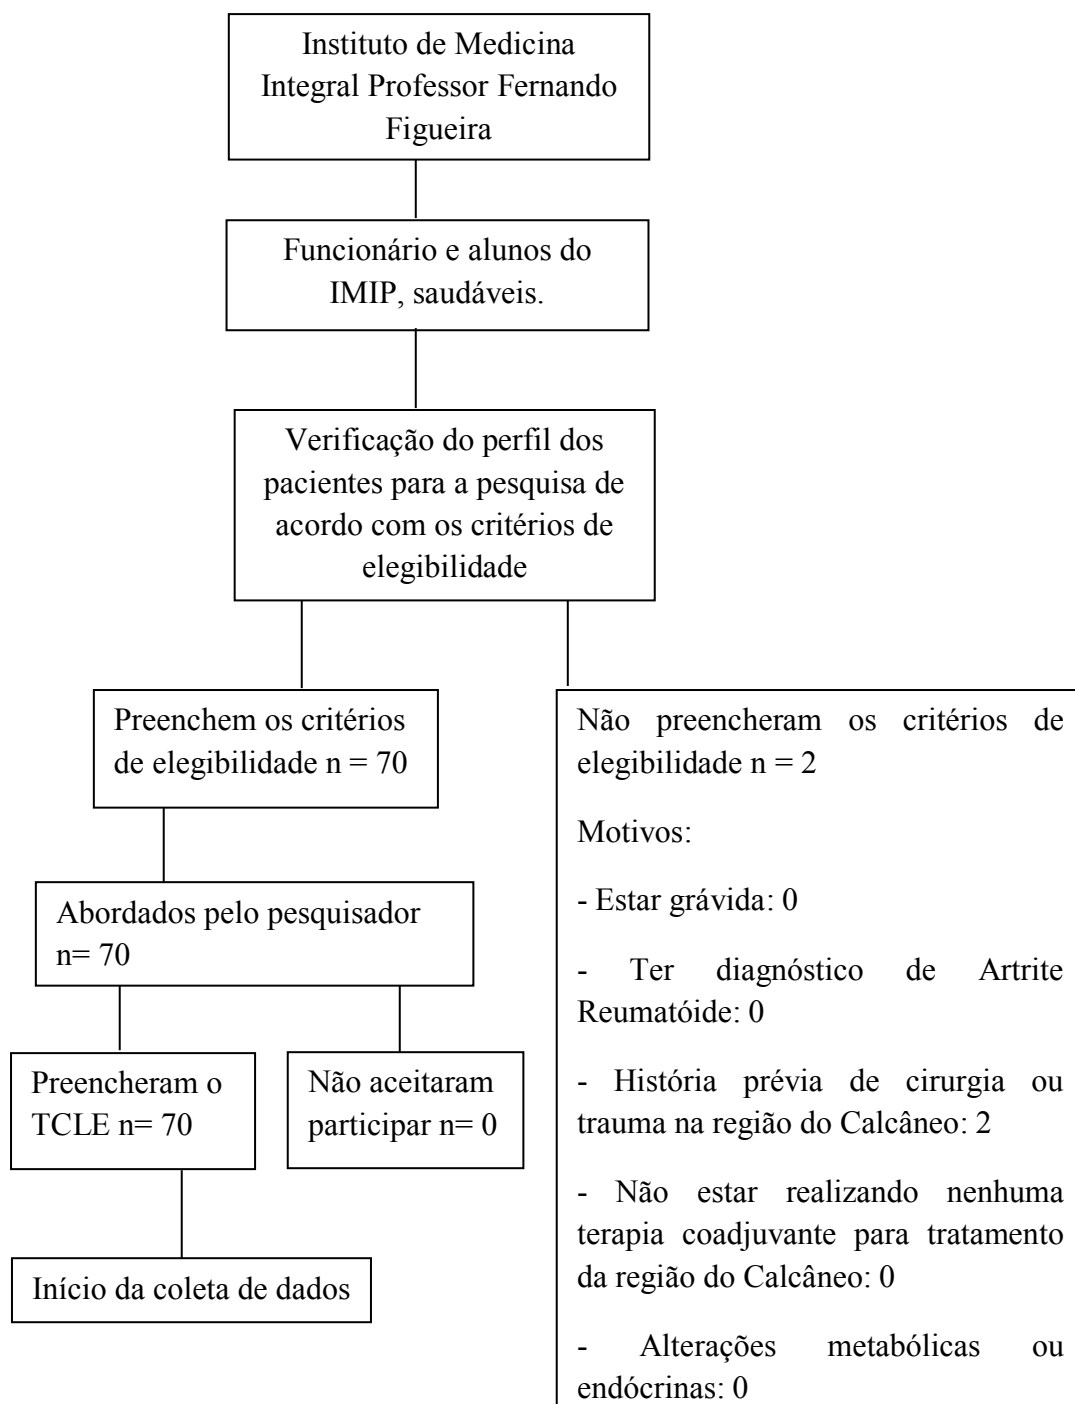 Instituto de Medicina
Integral Professor Fernando
Figueira
Funcionário e alunos do
IMIP, saudáveis.
Verificação do perfil dos
pacientes para a pesquisa de
acordo com os critérios de
elegibilidade
Preenchem os critérios
de elegibilidade n = 70
Abordados pelo pesquisador
n= 70
Preencheram o
TCLE n= 70
Não aceitaram
participar n= 0
Início da coleta de dados
Não preencheram os critérios de
elegibilidade n = 2
Motivos:
- Estar grávida: 0
- Ter diagnóstico de Artrite
Reumatóide: 0
- História prévia de cirurgia ou
trauma na região do Calcâneo: 2
- Não estar realizando nenhuma
terapia coadjuvante para tratamento
da região do Calcâneo: 0
- Alterações metabólicas ou
endócrinas: 0